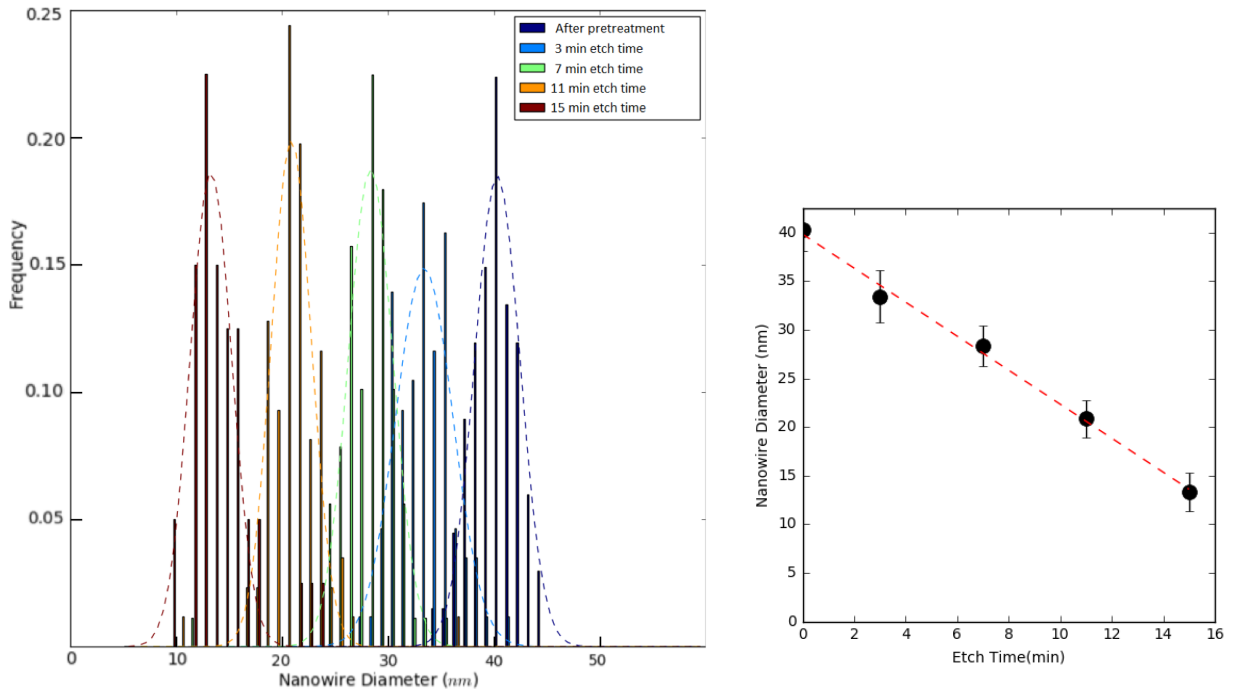 0.25
0.20
0.15
0.10
0.05
Frequency
After pretreatment
3 min etch time
7 min etch time
11 min etch time
15 min etch time
0 10 20 30 40 50
Nanowire Diameter (nm)
40
35
30
25
20
15
10
5
0
Nanowire Diameter (nm)
0 2 4 6 8 10 12 14 16
Etch Time(min)